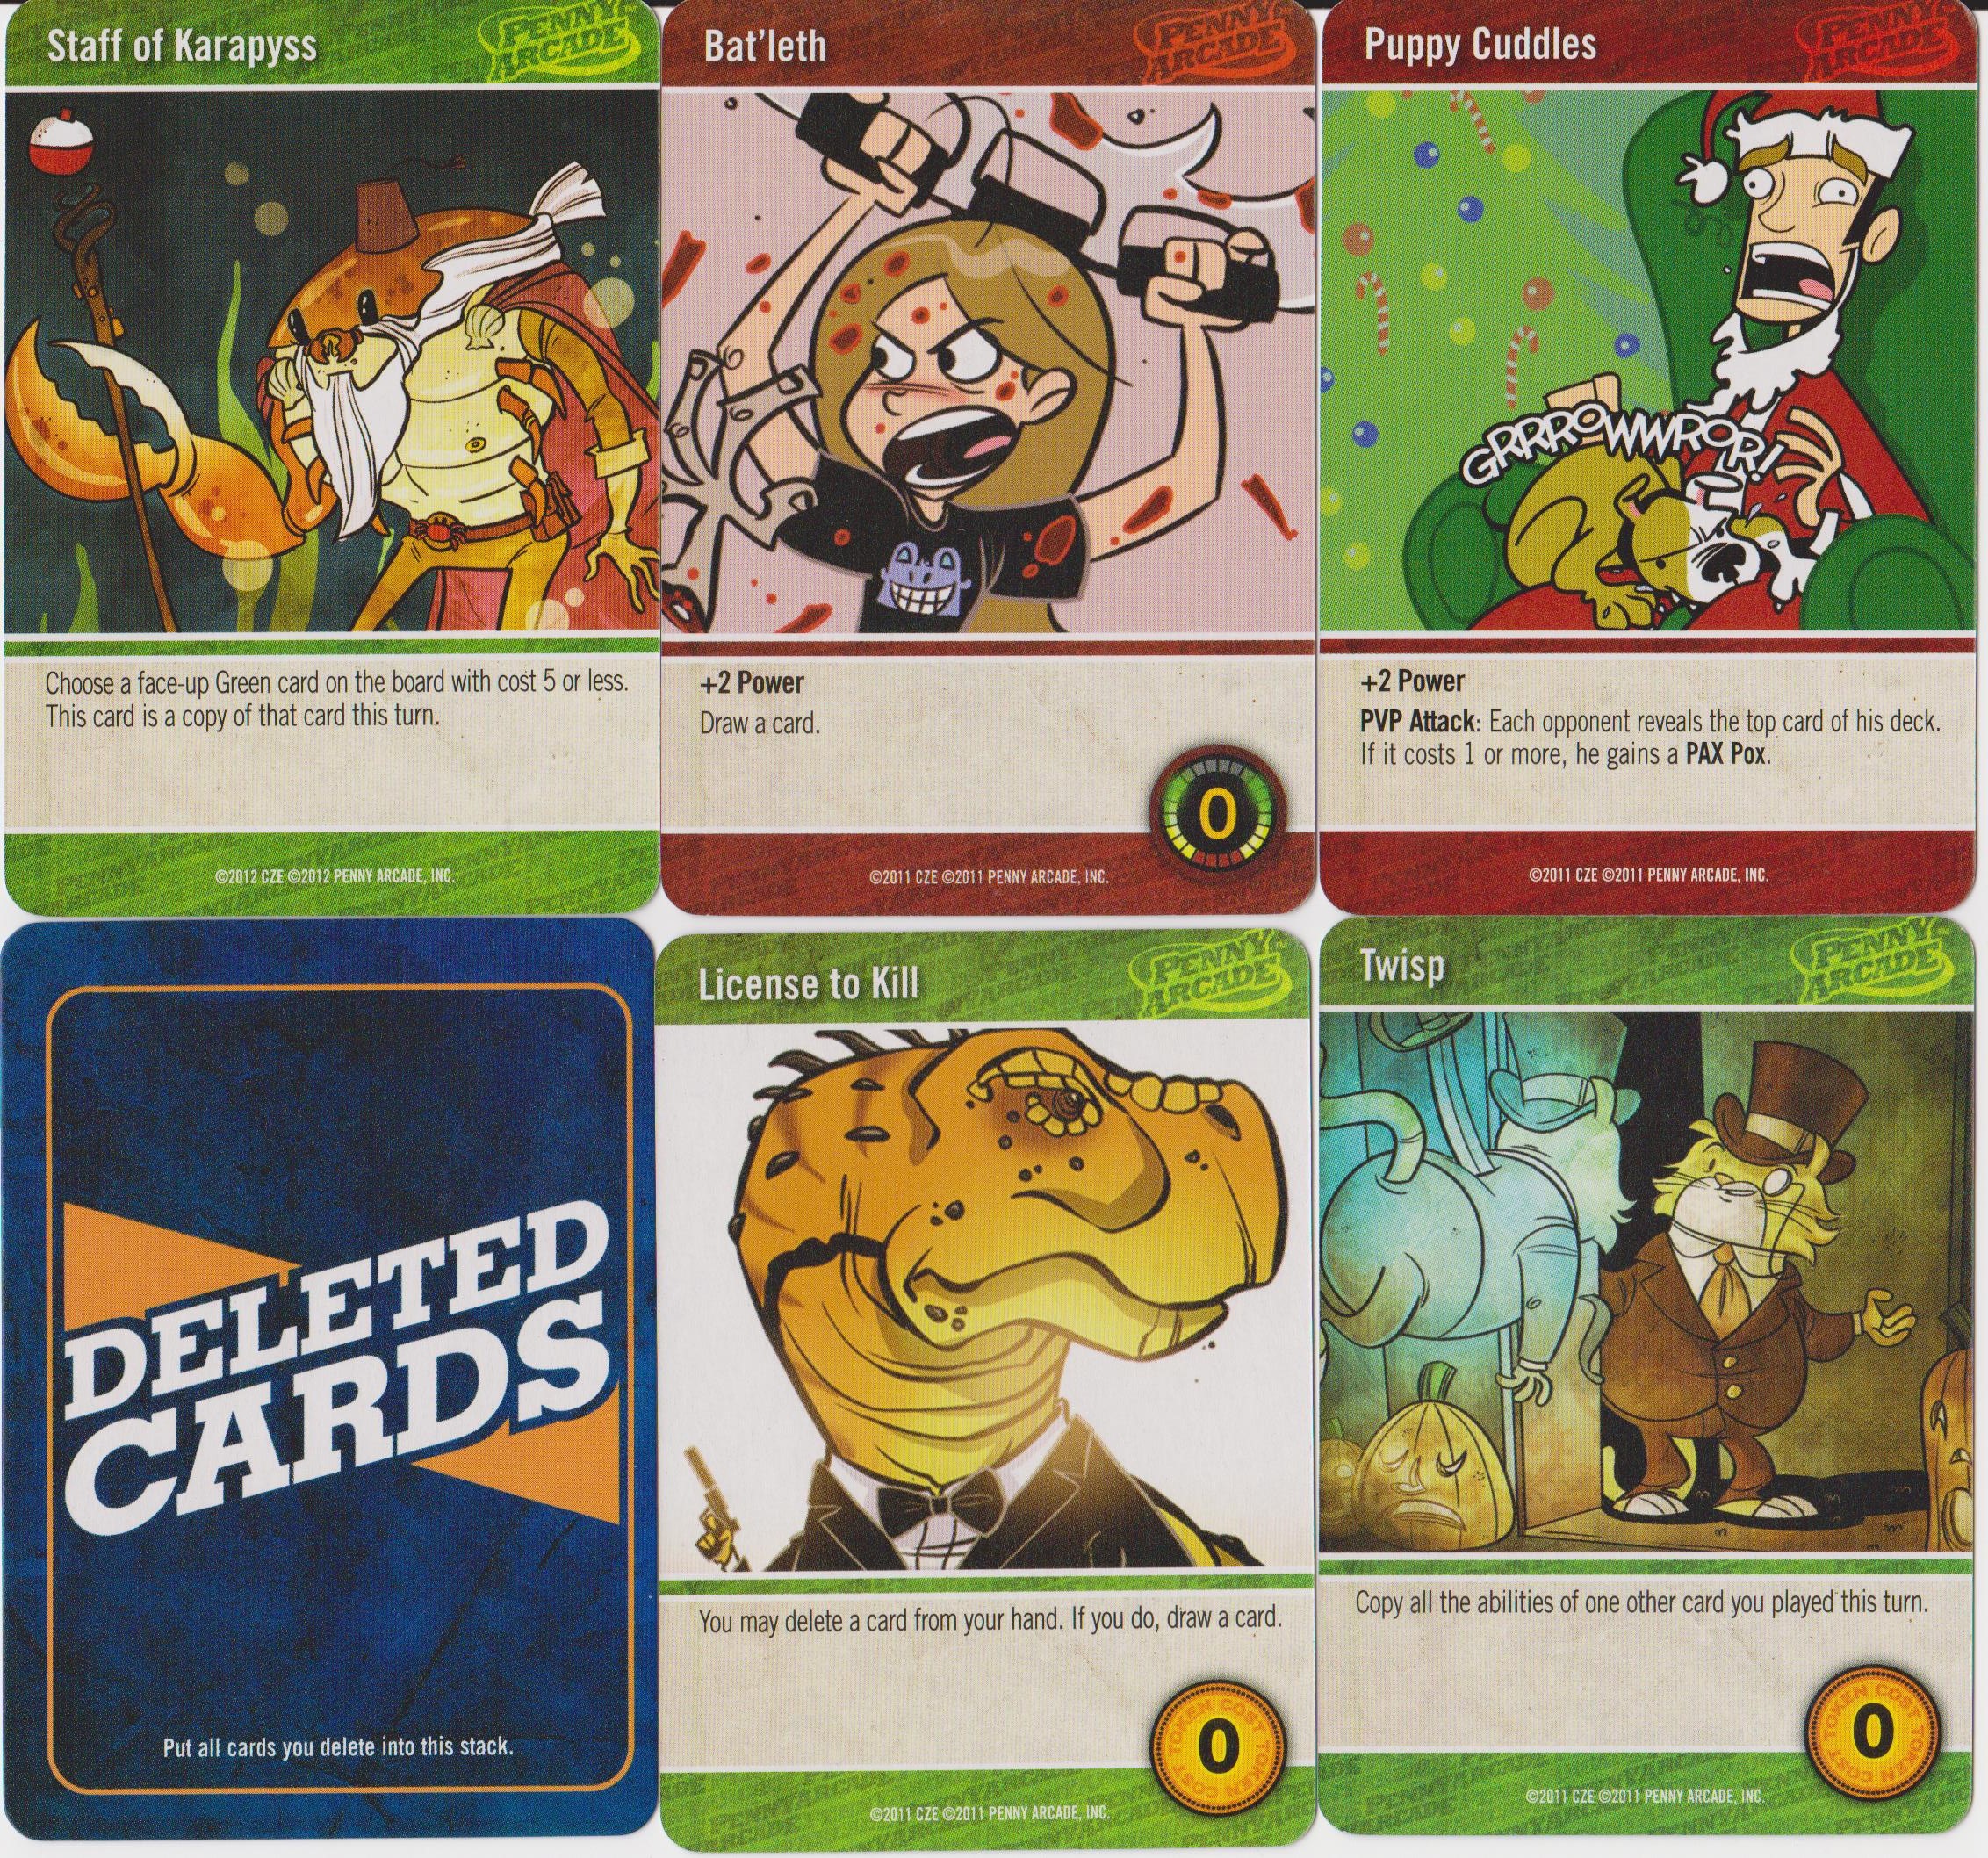 Staff of Karapyss
PENNY ARCADE
Choose a face-up Green card on the board with cost 5 or less.
This card is a copy of that card this turn.
©2012 CZE ©2012 PENNY ARCADE, INC.
Bat'leth
PENNY ARCADE
+2 Power
Draw a card.
0
©2011 CZE ©2011 PENNY ARCADE, INC.
Puppy Cuddles
PENNY ARCADE
GRRROWWROR!
+2 Power
PVP Attack: Each opponent reveals the top card of his deck.
If it costs 1 or more, he gains a PAX Pox.
©2011 CZE ©2011 PENNY ARCADE, INC.
DELETED
CARDS
Put all cards you delete into this stack.
License to Kill
PENNY ARCADE
You may delete a card from your hand. If you do, draw a card.
TOKEN COST TOKEN COST
0
©2011 CZE ©2011 PENNY ARCADE, INC.
Twisp
PENNY ARCADE
Copy all the abilities of one other card you played this turn.
TOKEN COST TOKEN COST
0
©2011 CZE ©2011 PENNY ARCADE, INC.